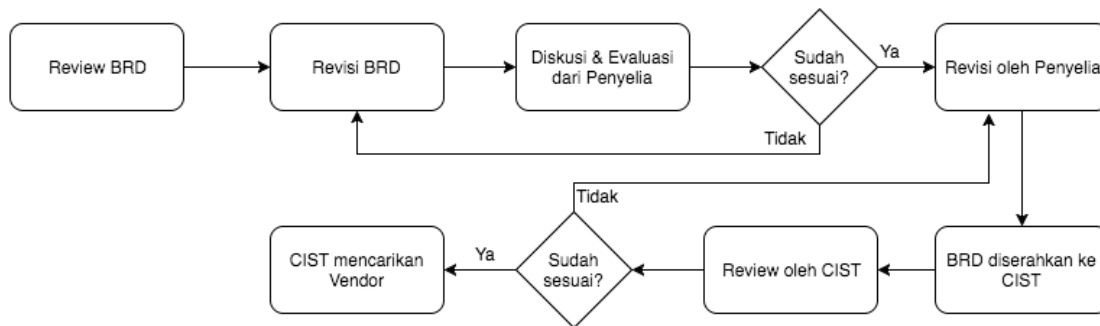 Review BRD
Revisi BRD
Diskusi & Evaluasi
dari Penyelia
Sudah
sesuai?
Ya
Tidak
Revisi oleh Penyelia
BRD diserahkan ke
CIST
Review oleh CIST
Sudah
sesuai?
Tidak
Ya
CIST mencarikan
Vendor